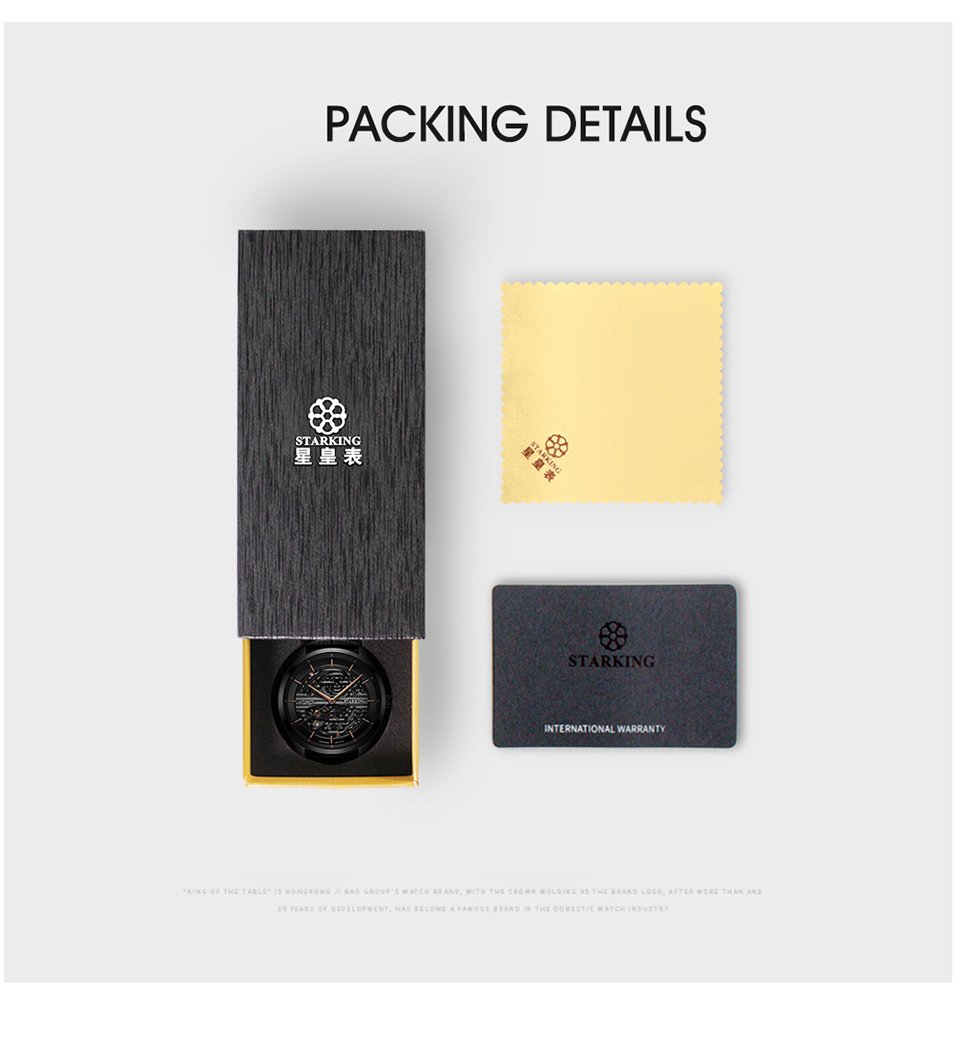 PACKING DETAILS
STARKING
星皇表
STARKING
星皇表
STARKING
INTERNATIONAL WARRANTY
STARKING
"KING OF THE TABLE" IS HONGKONG JI BAO GROUP'S WATCH BRAND, WITH THE CROWN MOLDING AS THE BRAND LOGO, AFTER MORE THAN AND
20 YEARS OF DEVELOPMENT, HAS BECOME A FAMOUS BRAND IN THE DOMESTIC WATCH INDUSTRY